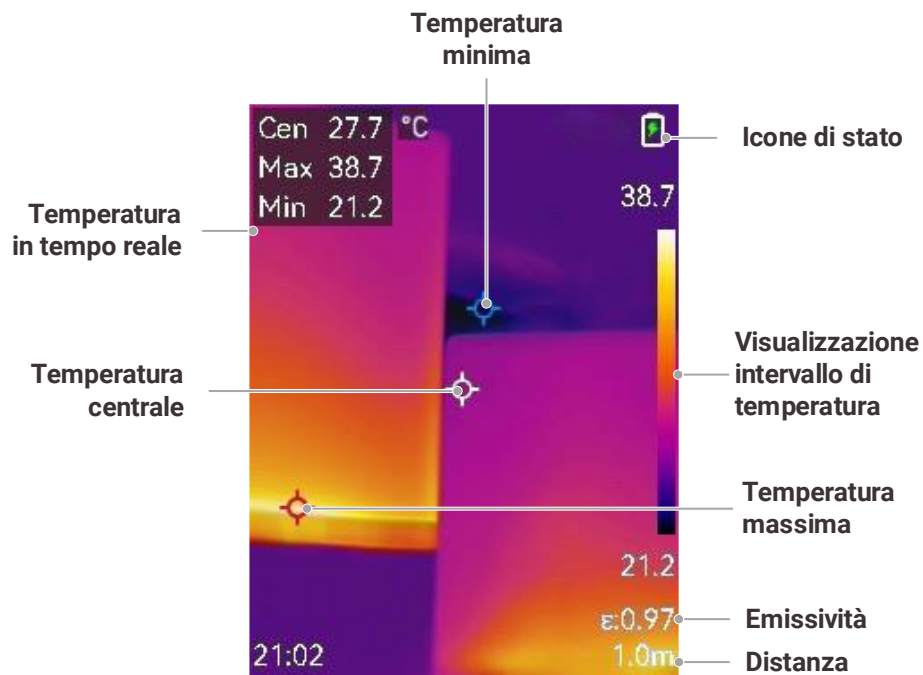 Temperatura
minima
Cen 27.7 °C
Max 38.7
Min 21.2
Icone di stato
38.7
Temperatura
in tempo reale
Visualizzazione
intervallo di
temperatura
Temperatura
centrale
Temperatura
massima
21.2
ε:0.97
Emissività
21:02
1.0m
Distanza